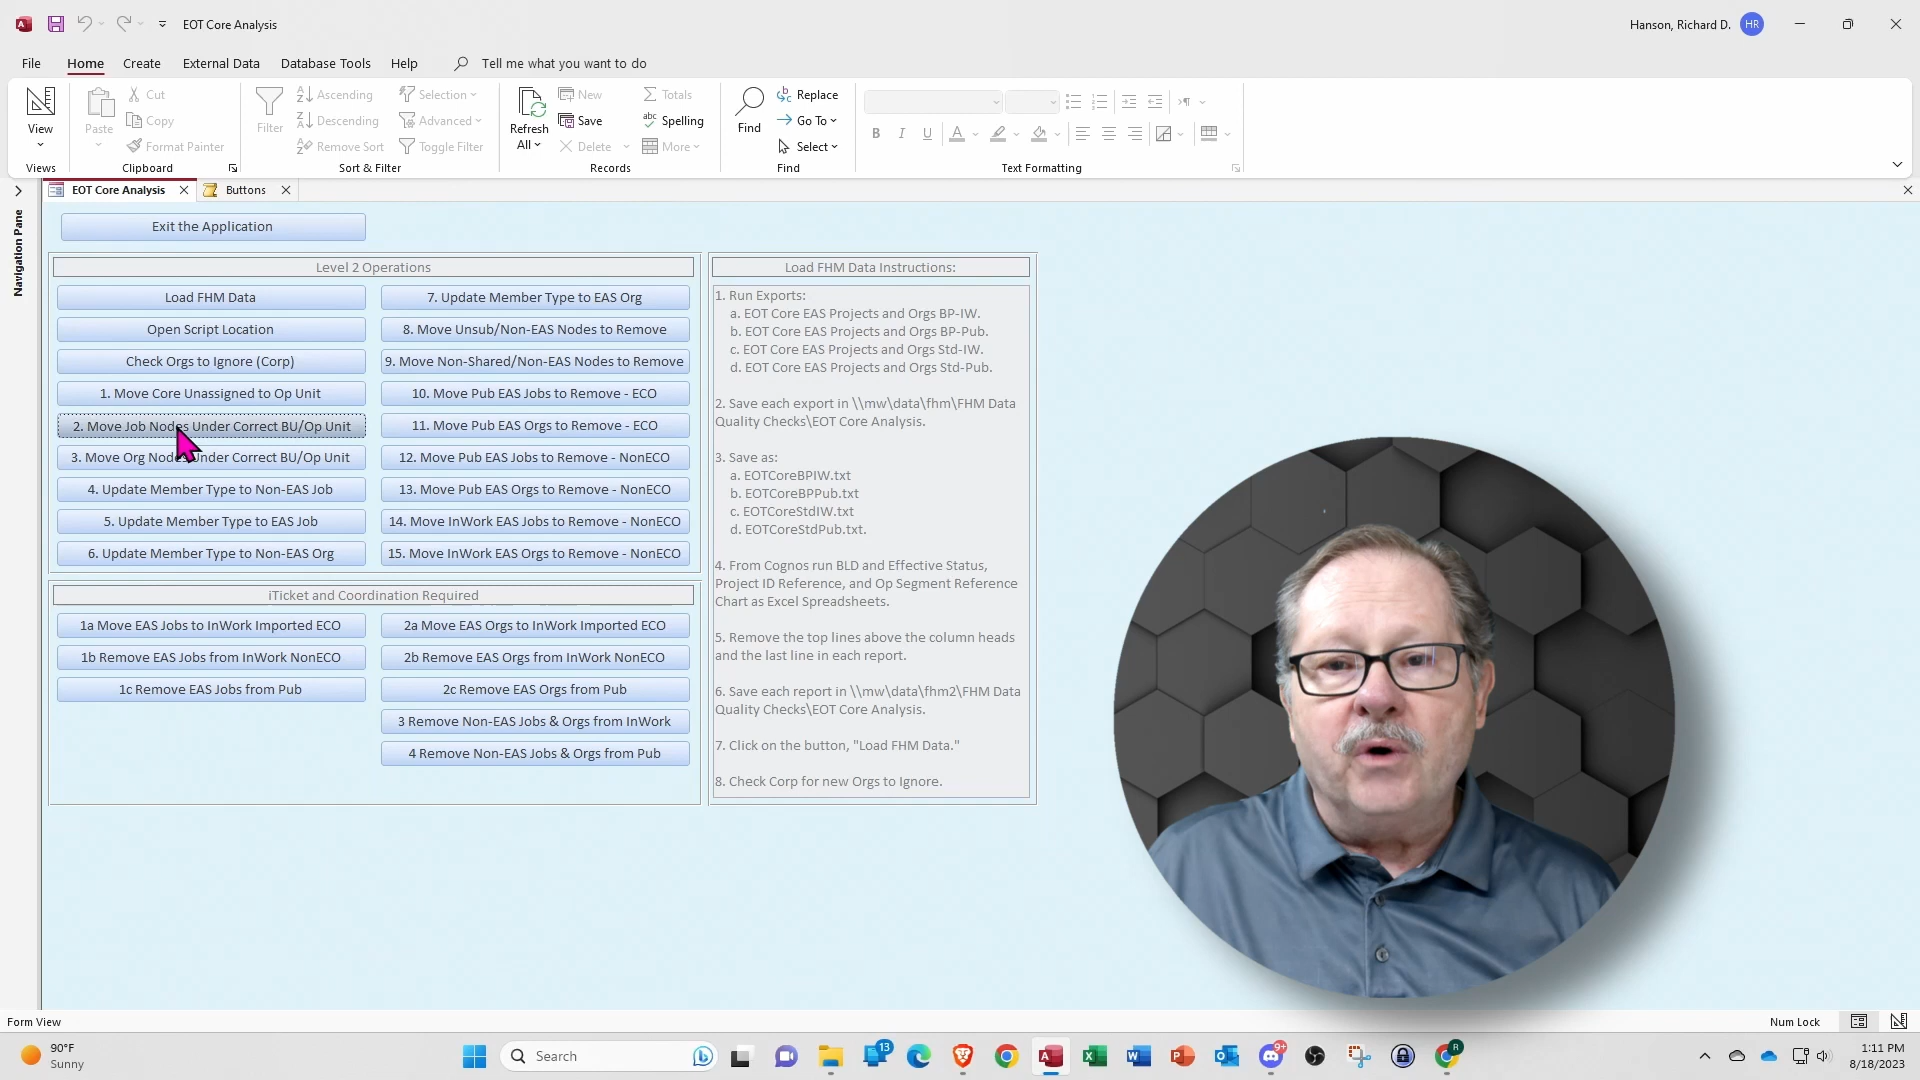 EOT Core Analysis
Hanson, Richard D.
HR
File
Home
Create
External Data
Database Tools
Help
Tell me what you want to do
View
Views
Paste
Cut
Copy
Format Painter
Clipboard
Filter
Ascending
Descending
Remove Sort
Selection
Advanced
Toggle Filter
Sort & Filter
Refresh
All
New
Save
Delete
Totals
Spelling
More
Records
Find
Replace
Go To
Select
Find
Text Formatting
EOT Core Analysis
Buttons
Navigation Pane
Exit the Application
Level 2 Operations
Load FHM Data
Open Script Location
Check Orgs to Ignore (Corp)
1. Move Core Unassigned to Op Unit
2. Move Job Nodes Under Correct BU/Op Unit
3. Move Org Nodes Under Correct BU/Op Unit
4. Update Member Type to Non-EAS Job
5. Update Member Type to EAS Job
6. Update Member Type to Non-EAS Org
7. Update Member Type to EAS Org
8. Move Unsub/Non-EAS Nodes to Remove
9. Move Non-Shared/Non-EAS Nodes to Remove
10. Move Pub EAS Jobs to Remove - ECO
11. Move Pub EAS Orgs to Remove - ECO
12. Move Pub EAS Jobs to Remove - NonECO
13. Move Pub EAS Orgs to Remove - NonECO
14. Move InWork EAS Jobs to Remove - NonECO
15. Move InWork EAS Orgs to Remove - NonECO
iTicket and Coordination Required
1a Move EAS Jobs to InWork Imported ECO
1b Remove EAS Jobs from InWork NonECO
1c Remove EAS Jobs from Pub
2a Move EAS Orgs to InWork Imported ECO
2b Remove EAS Orgs from InWork NonECO
2c Remove EAS Orgs from Pub
3 Remove Non-EAS Jobs & Orgs from InWork
4 Remove Non-EAS Jobs & Orgs from Pub
Load FHM Data Instructions:
1. Run Exports:
a. EOT Core EAS Projects and Orgs BP-IW.
b. EOT Core EAS Projects and Orgs BP-Pub.
c. EOT Core EAS Projects and Orgs Std-IW.
d. EOT Core EAS Projects and Orgs Std-Pub.
2. Save each export in \\mw\data\fhm\FHM Data
Quality Checks\EOT Core Analysis.
3. Save as:
a. EOTCoreBPIW.txt
b. EOTCoreBPPub.txt
c. EOTCoreStdIW.txt
d. EOTCoreStdPub.txt.
4. From Cognos run BLD and Effective Status,
Project ID Reference, and Op Segment Reference
Chart as Excel Spreadsheets.
5. Remove the top lines above the column heads
and the last line in each report.
6. Save each report in \\mw\data\fhm2\FHM Data
Quality Checks\EOT Core Analysis.
7. Click on the button, "Load FHM Data."
8. Check Corp for new Orgs to Ignore.
Form View
Num Lock
90°F
Sunny
Search
13
9+
R
1:11 PM
8/18/2023